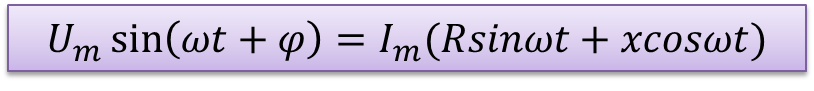 Uₘ sin(ωt + φ) = Iₘ(Rsinωt + xcosωt)